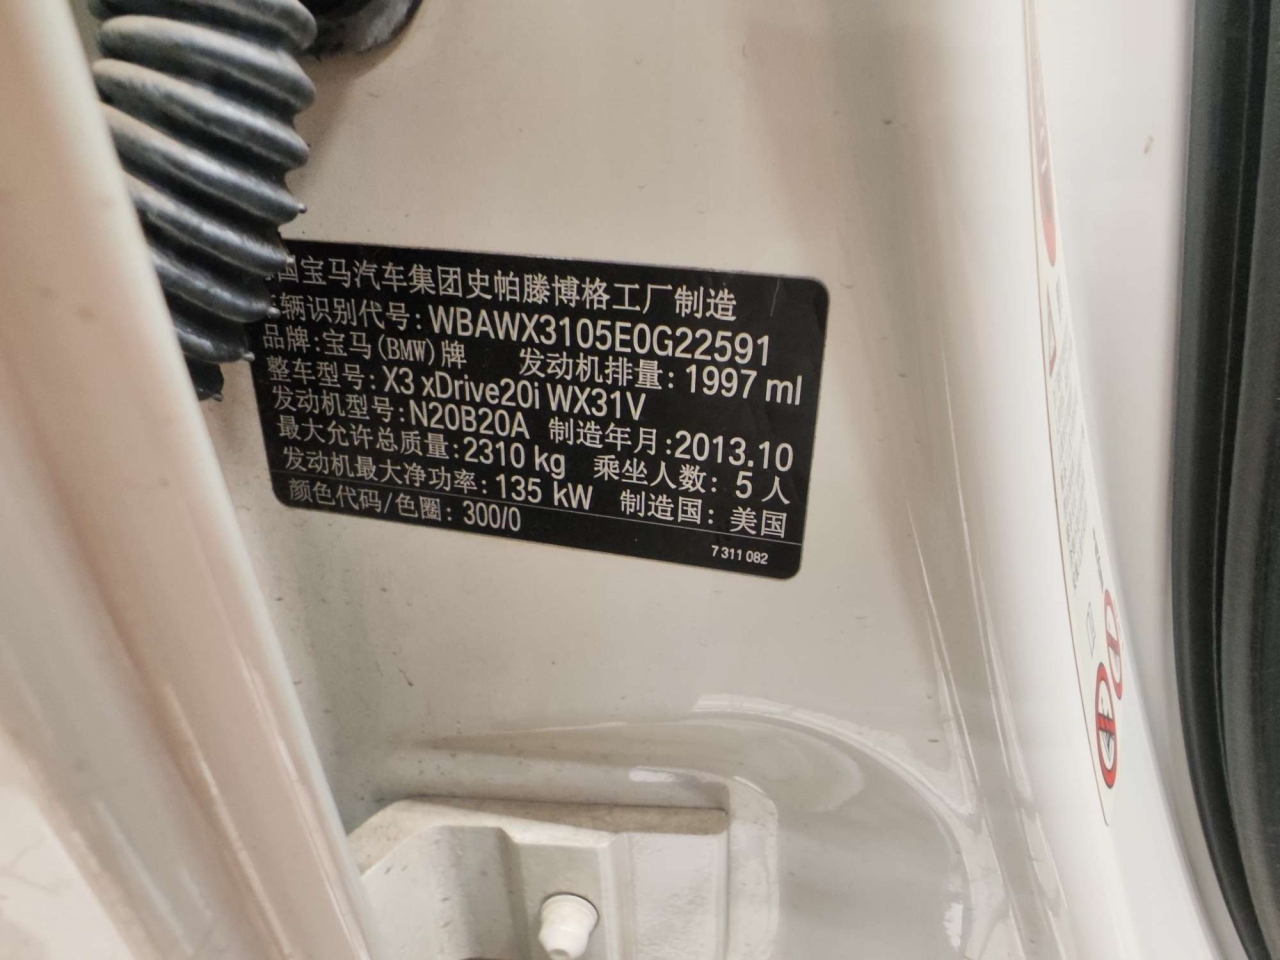 国宝马汽车集团史帕滕博格工厂制造
车辆识别代号: WBAWX3105E0G22591
品牌: 宝马(BMW)牌 发动机排量: 1997 ml
整车型号: X3 xDrive20i WX31V
发动机型号: N20B20A 制造年月: 2013.10
最大允许总质量: 2310 kg 乘坐人数: 5 人
发动机最大净功率: 135 kW 制造国: 美国
颜色代码/色圈: 300/0
7 311 082